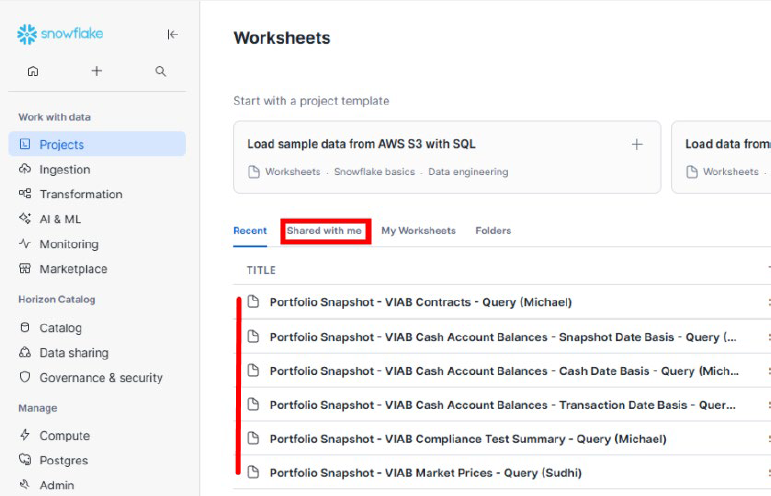 snowflake
Work with data
Projects
Ingestion
Transformation
AI & ML
Monitoring
Marketplace
Horizon Catalog
Catalog
Data sharing
Governance & security
Manage
Compute
Postgres
Admin
Worksheets
Start with a project template
Load sample data from AWS S3 with SQL
Worksheets · Snowflake basics · Data engineering
Load data from
Worksheets ·
Recent Shared with me My Worksheets Folders
TITLE
Portfolio Snapshot - VIAB Contracts - Query (Michael)
Portfolio Snapshot - VIAB Cash Account Balances - Snapshot Date Basis - Query (...
Portfolio Snapshot - VIAB Cash Account Balances - Cash Date Basis - Query (Mich...
Portfolio Snapshot - VIAB Cash Account Balances - Transaction Date Basis - Quer...
Portfolio Snapshot - VIAB Compliance Test Summary - Query (Michael)
Portfolio Snapshot - VIAB Market Prices - Query (Sudhi)